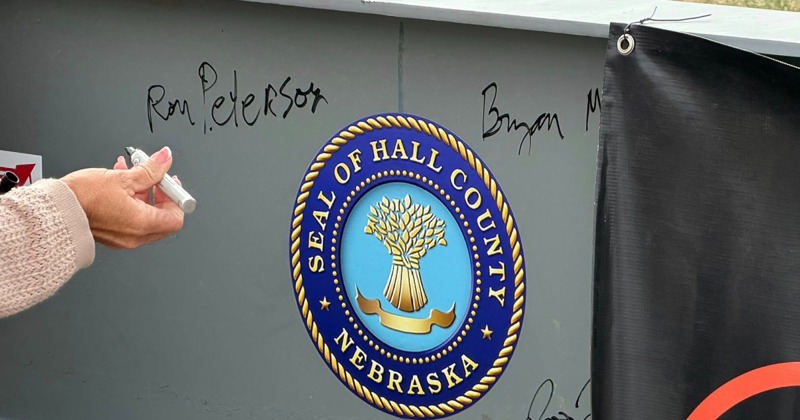 Ron Peterson
Bryan M
SEAL OF HALL COUNTY
NEBRASKA